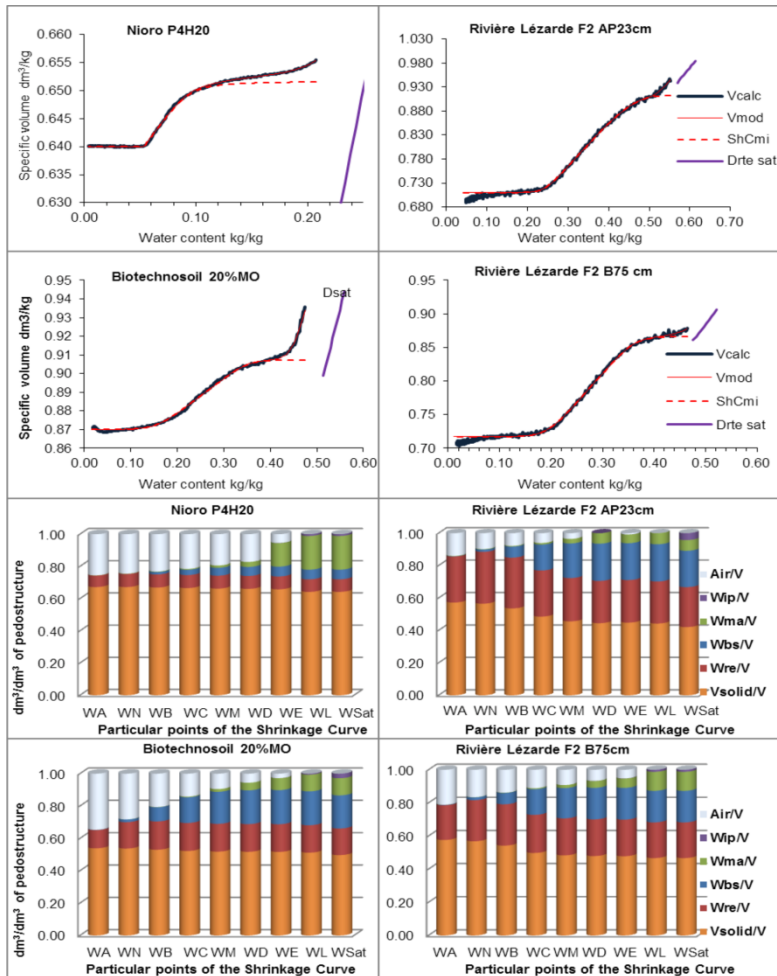 Nioro P4H20
Specific volume dm³/kg
0.660
0.655
0.650
0.645
0.640
0.635
0.630
0.00 0.10 0.20
Water content kg/kg
Rivière Lézarde F2 AP23cm
1.030
0.980
0.930
0.880
0.830
0.780
0.730
0.680
Vcalc
Vmod
ShCmi
Drte sat
0.00 0.10 0.20 0.30 0.40 0.50 0.60 0.70
Water content kg/kg
Biotechnosoil 20%MO
Specific volume dm3/kg
0.95
0.94
0.93
0.92
0.91
0.90
0.89
0.88
0.87
0.86
Dsat
0.00 0.10 0.20 0.30 0.40 0.50 0.60
Water content kg/kg
Rivière Lézarde F2 B75 cm
0.95
0.90
0.85
0.80
0.75
0.70
Vcalc
Vmod
ShCmi
Drte sat
0.00 0.10 0.20 0.30 0.40 0.50 0.60
Water content kg/kg
Nioro P4H20
dm³/dm³ of pedostructure
1.00
0.80
0.60
0.40
0.20
0.00
WA WN WB WC WM WD WE WL WSat
Particular points of the Shrinkage Curve
Rivière Lézarde F2 AP23cm
1.00
0.80
0.60
0.40
0.20
0.00
Air/V
Wip/V
Wma/V
Wbs/V
Wre/V
Vsolid/V
WA WN WB WC WM WD WE WL WSat
Particular points of the Shrinkage Curve
Biotechnosoil 20%MO
dm³/dm³ of pedostructure
1.00
0.80
0.60
0.40
0.20
0.00
WA WN WB WC WM WD WE WL WSat
Particular points of the Shrinkage Curve
Rivière Lézarde F2 B75cm
1.00
0.80
0.60
0.40
0.20
0.00
Air/V
Wip/V
Wma/V
Wbs/V
Wre/V
Vsolid/V
WA WN WB WC WM WD WE WL WSat
Particular points of the Shrinkage Curve